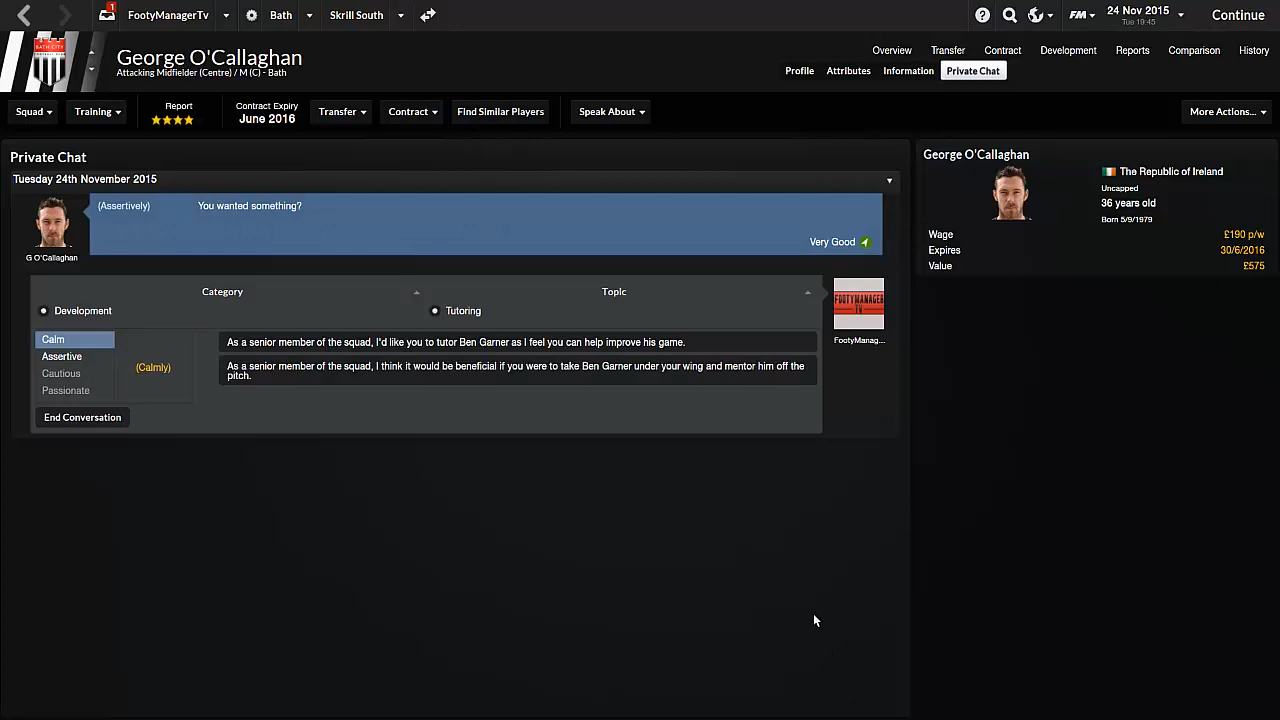 1
FootyManagerTv
Bath
Skrill South
FM
24 Nov 2015
Tue 19:45
Continue
BATH CITY
George O'Callaghan
Attacking Midfielder (Centre) / M (C) - Bath
Overview Transfer Contract Development Reports Comparison History
Profile Attributes Information Private Chat
Squad
Training
Report
Contract Expiry
June 2016
Transfer
Contract
Find Similar Players
Speak About
More Actions...
Private Chat
Tuesday 24th November 2015
(Assertively) You wanted something?
Very Good
G O'Callaghan
Category Topic
Development Tutoring
Calm
Assertive
Cautious
Passionate
(Calmly)
As a senior member of the squad, I'd like you to tutor Ben Garner as I feel you can help improve his game.
As a senior member of the squad, I think it would be beneficial if you were to take Ben Garner under your wing and mentor him off the
pitch.
End Conversation
FOOTYMANAGER
TV
FootyManag...
George O'Callaghan
The Republic of Ireland
Uncapped
36 years old
Born 5/9/1979
Wage £190 p/w
Expires 30/6/2016
Value £575